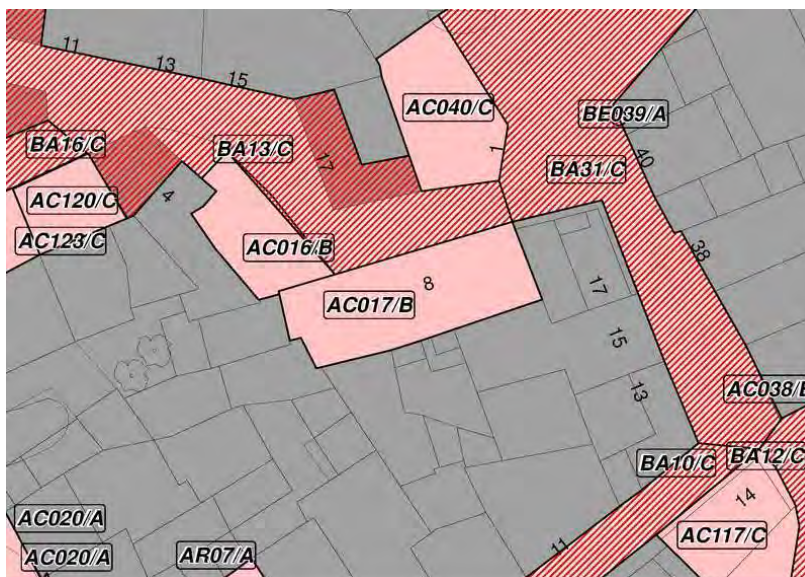 11
13
15
AC040/C
BE039/A
BA16/C
BA13/C
17
1
40
BA31/C
AC120/C
4
AC123/C
AC016/B
38
8
AC017/B
17
15
13
AC038/
BA10/C
BA12/C
14
AC020/A
AC117/C
AC020/A
AR07/A
11